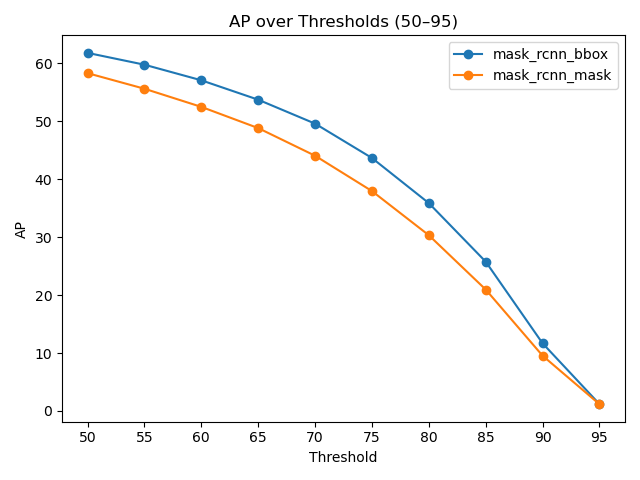 AP over Thresholds (50–95)
mask_rcnn_bbox
mask_rcnn_mask
AP
60
50
40
30
20
10
0
50 55 60 65 70 75 80 85 90 95
Threshold